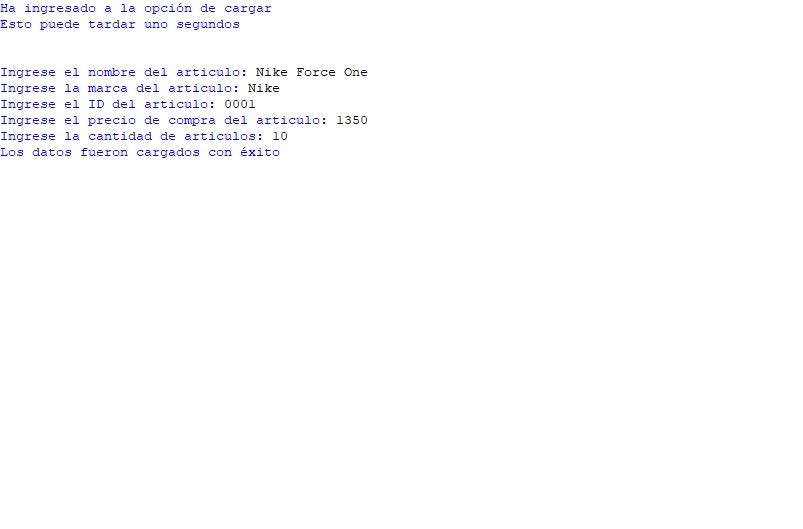 Ha ingresado a la opción de cargar
Esto puede tardar uno segundos
Ingrese el nombre del articulo: Nike Force One
Ingrese la marca del articulo: Nike
Ingrese el ID del articulo: 0001
Ingrese el precio de compra del articulo: 1350
Ingrese la cantidad de articulos: 10
Los datos fueron cargados con éxito